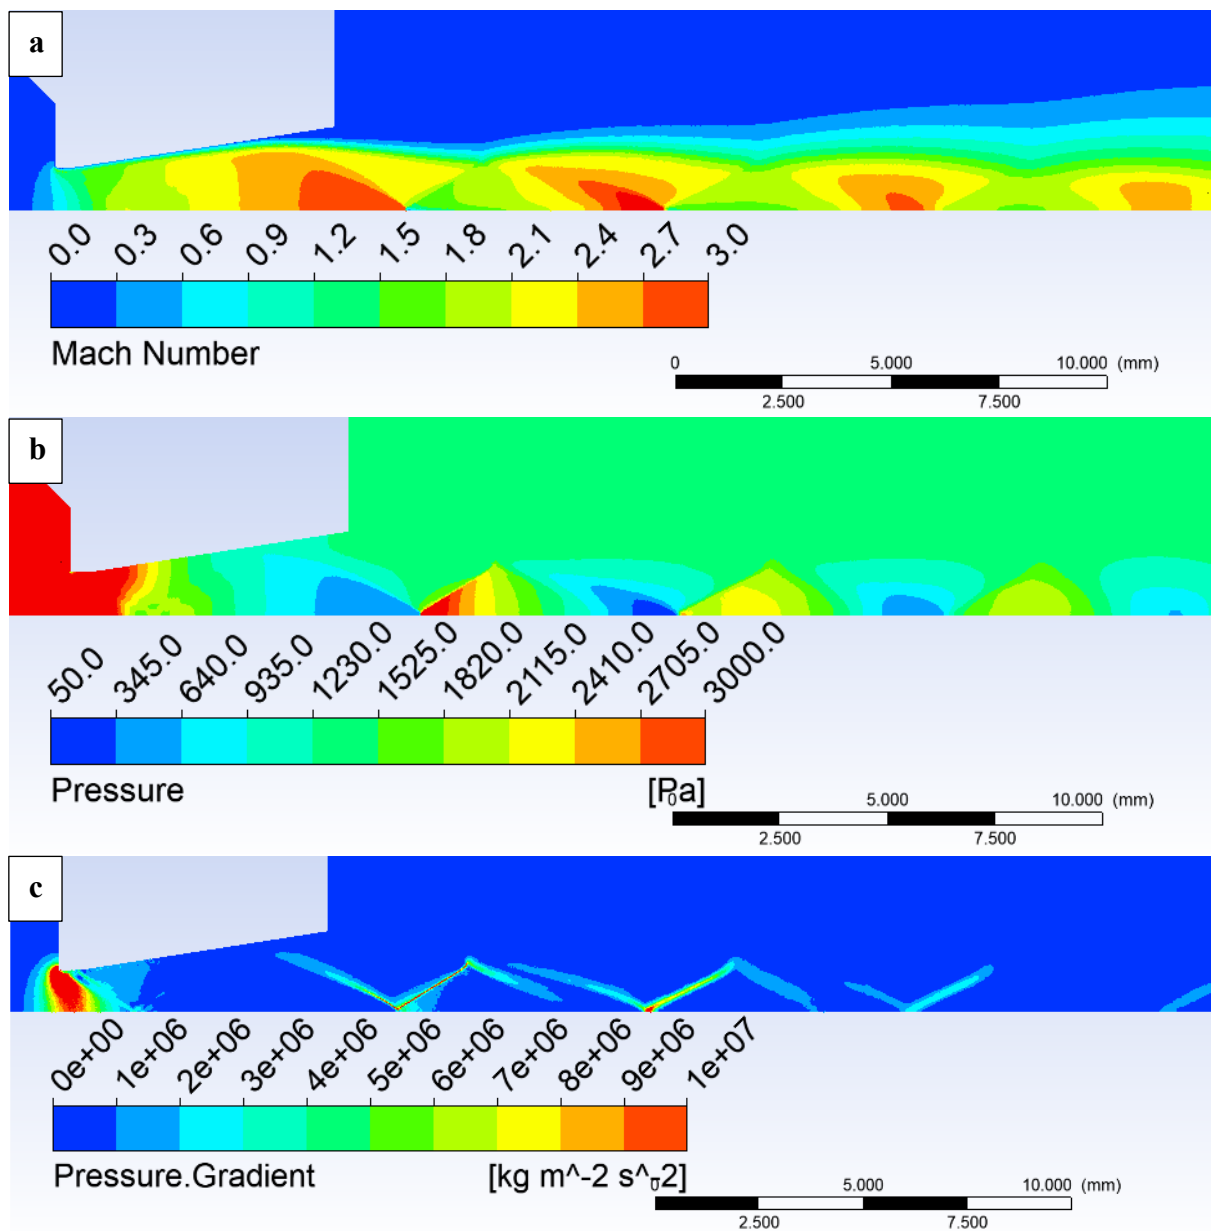 a
0.0 0.3 0.6 0.9 1.2 1.5 1.8 2.1 2.4 2.7 3.0
Mach Number
0 5.000 10.000 (mm)
2.500 7.500
b
50.0 345.0 640.0 935.0 1230.0 1525.0 1820.0 2115.0 2410.0 2705.0 3000.0
Pressure [Pa]
0 5.000 10.000 (mm)
2.500 7.500
c
0e+00 1e+06 2e+06 3e+06 4e+06 5e+06 6e+06 7e+06 8e+06 9e+06 1e+07
Pressure.Gradient [kg m^-2 s^-2]
0 5.000 10.000 (mm)
2.500 7.500